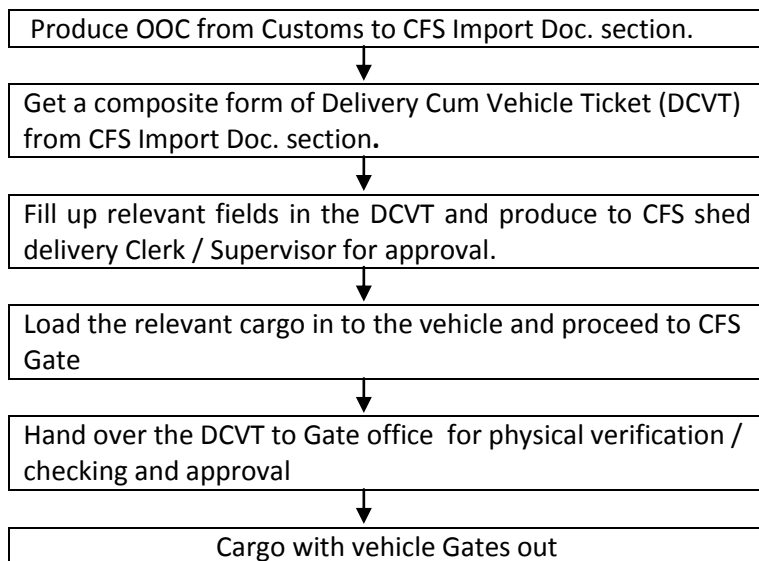 Produce OOC from Customs to CFS Import Doc. section.
Get a composite form of Delivery Cum Vehicle Ticket (DCVT)
from CFS Import Doc. section.
Fill up relevant fields in the DCVT and produce to CFS shed
delivery Clerk / Supervisor for approval.
Load the relevant cargo in to the vehicle and proceed to CFS
Gate
Hand over the DCVT to Gate office for physical verification /
checking and approval
Cargo with vehicle Gates out